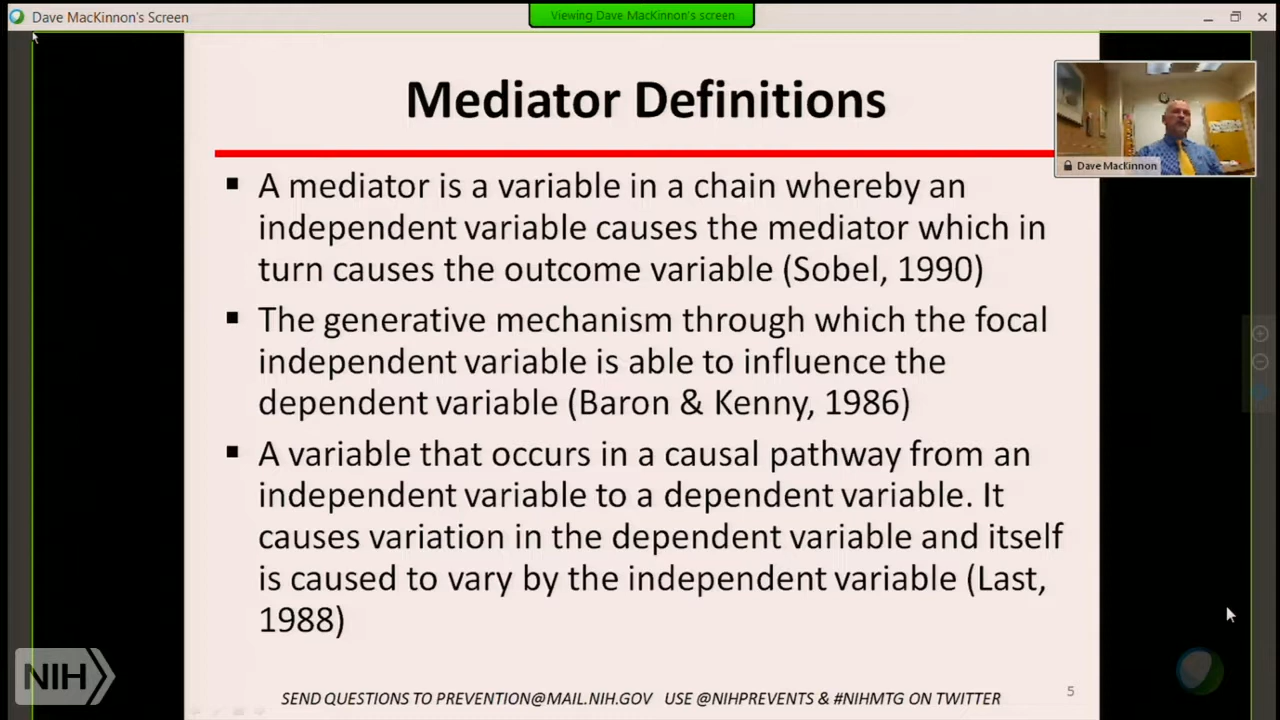 Dave MacKinnon's Screen
Viewing Dave MacKinnon's screen
Mediator Definitions
Dave MacKinnon
▪ A mediator is a variable in a chain whereby an
independent variable causes the mediator which in
turn causes the outcome variable (Sobel, 1990)
▪ The generative mechanism through which the focal
independent variable is able to influence the
dependent variable (Baron & Kenny, 1986)
▪ A variable that occurs in a causal pathway from an
independent variable to a dependent variable. It
causes variation in the dependent variable and itself
is caused to vary by the independent variable (Last,
1988)
NIH
SEND QUESTIONS TO PREVENTION@MAIL.NIH.GOV USE @NIHPREVENTS & #NIHMTG ON TWITTER
5